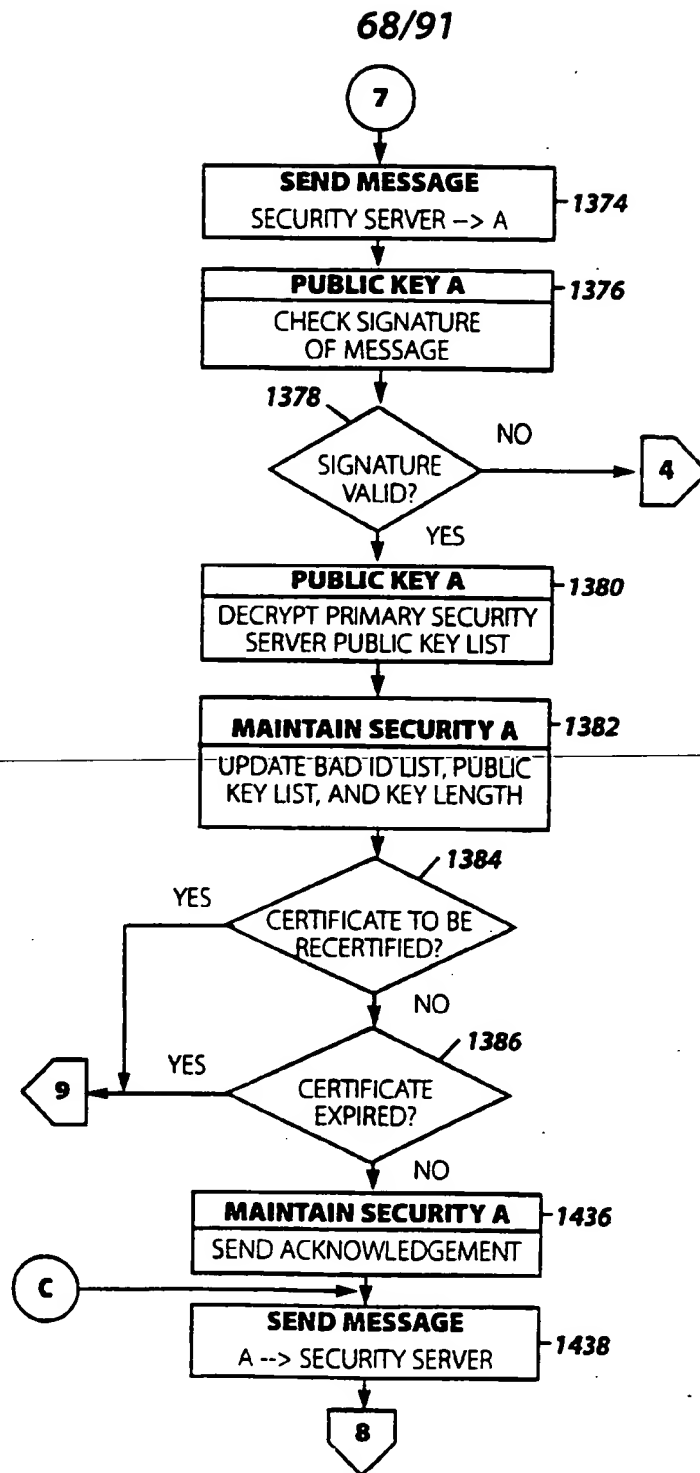 68/91
7
SEND MESSAGE
SECURITY SERVER –> A
1374
PUBLIC KEY A
1376
CHECK SIGNATURE
OF MESSAGE
1378
SIGNATURE
VALID?
NO
4
YES
PUBLIC KEY A
1380
DECRYPT PRIMARY SECURITY
SERVER PUBLIC KEY LIST
MAINTAIN SECURITY A
1382
UPDATE BAD ID LIST, PUBLIC
KEY LIST, AND KEY LENGTH
1384
YES
CERTIFICATE TO BE
RECERTIFIED?
NO
1386
YES
9
CERTIFICATE
EXPIRED?
NO
MAINTAIN SECURITY A
1436
SEND ACKNOWLEDGEMENT
C
SEND MESSAGE
A --> SECURITY SERVER
1438
8